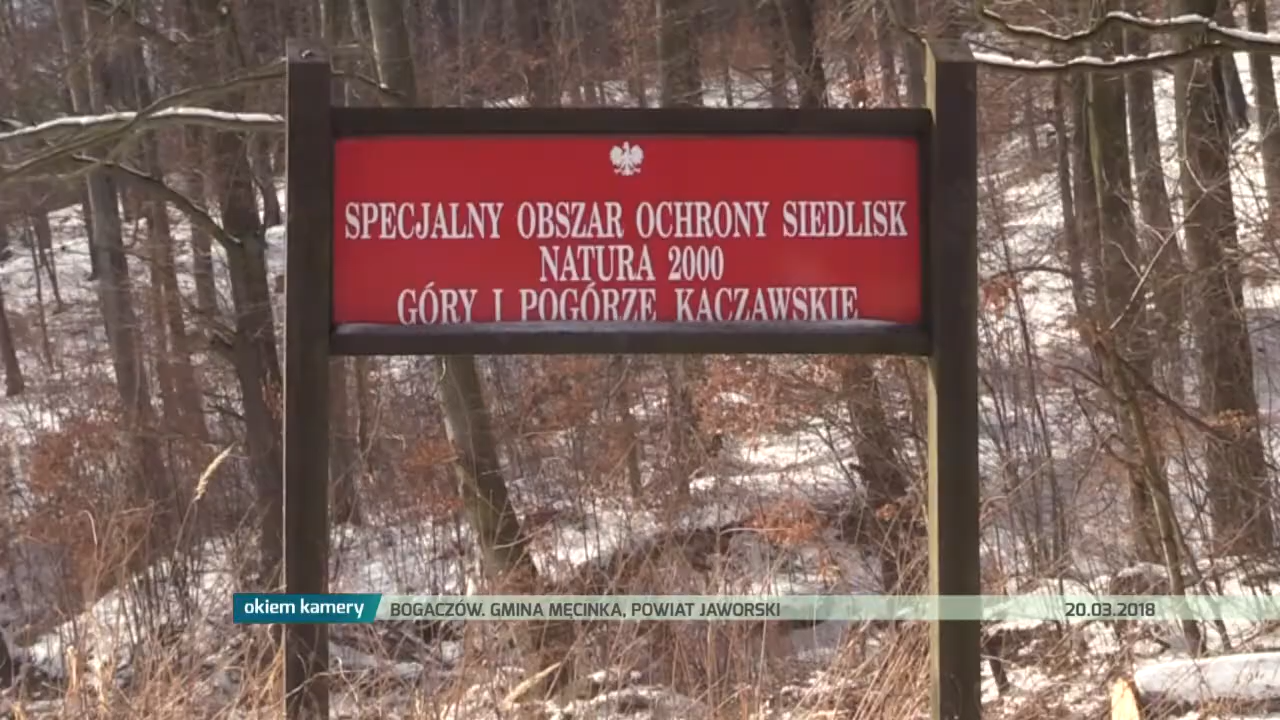 SPECJALNY OBSZAR OCHRONY SIEDLISK
NATURA 2000
GÓRY I POGÓRZE KACZAWSKIE
okiem kamery
BOGACZÓW. GMINA MĘCINKA, POWIAT JAWORSKI
20.03.2018